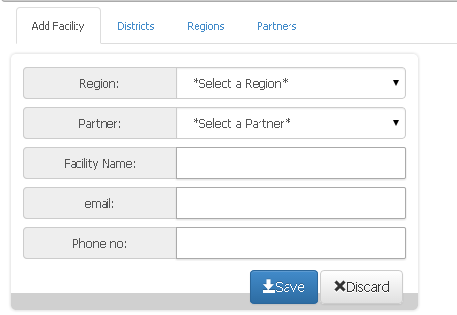 Add Facility Districts Regions Partners
Region: *Select a Region*
Partner: *Select a Partner*
Facility Name:
email:
Phone no:
Save Discard